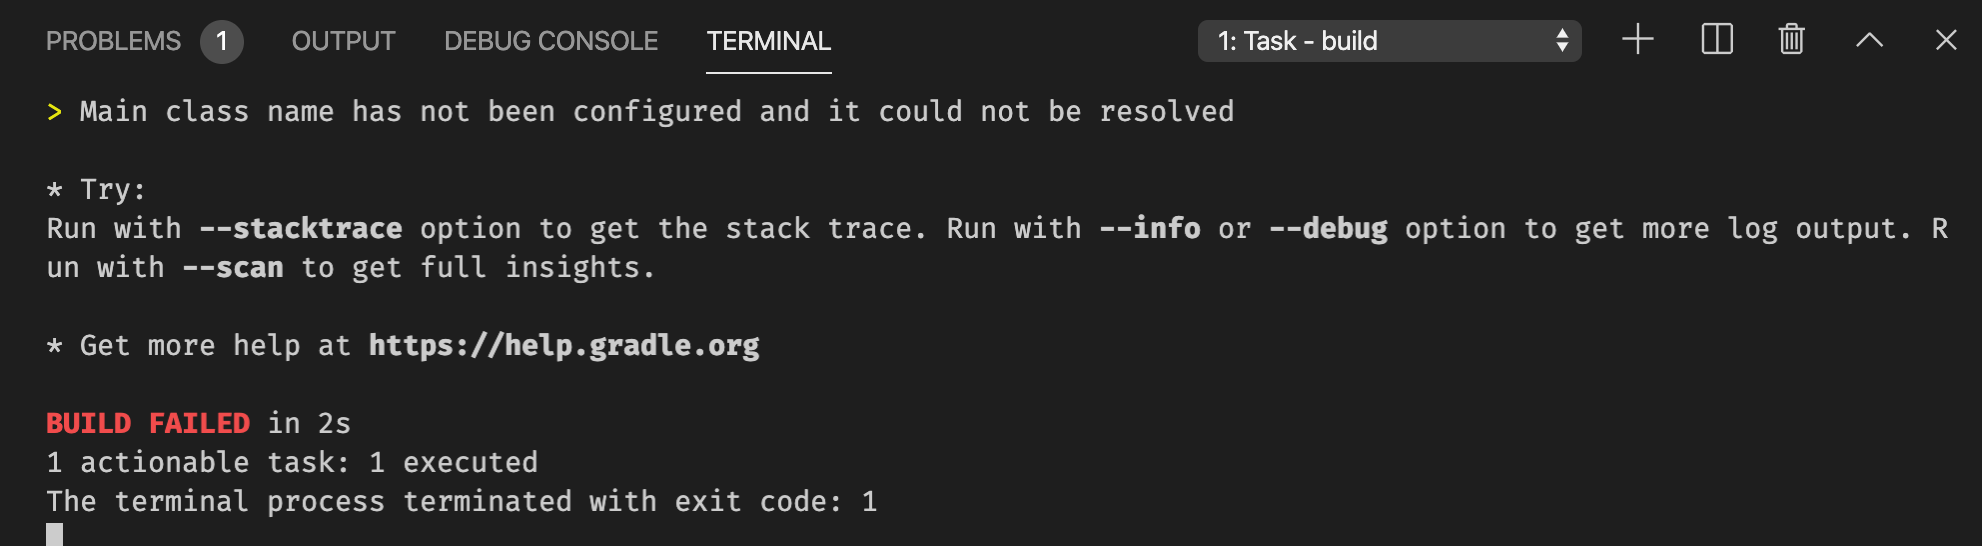 PROBLEMS 1 OUTPUT DEBUG CONSOLE TERMINAL 1: Task - build
> Main class name has not been configured and it could not be resolved
* Try:
Run with --stacktrace option to get the stack trace. Run with --info or --debug option to get more log output. R
un with --scan to get full insights.
* Get more help at https://help.gradle.org
BUILD FAILED in 2s
1 actionable task: 1 executed
The terminal process terminated with exit code: 1